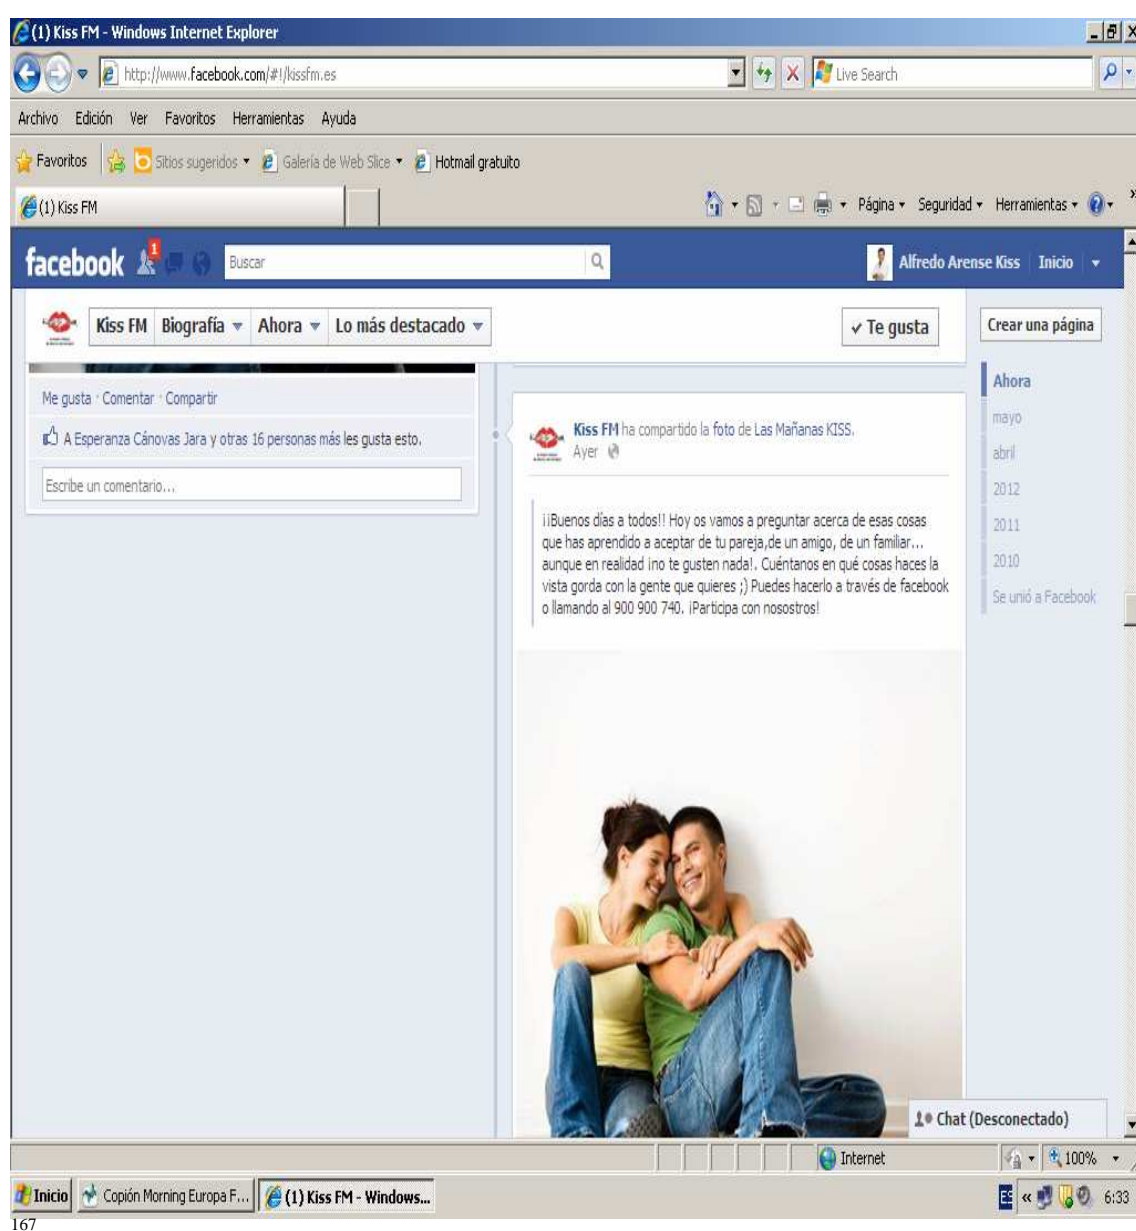 (1) Kiss FM - Windows Internet Explorer
http://www.facebook.com/#!/kissfm.es
Live Search
Archivo Edición Ver Favoritos Herramientas Ayuda
Favoritos Sitios sugeridos Galería de Web Slice Hotmail gratuito
(1) Kiss FM
Página Seguridad Herramientas
facebook 1 Buscar Alfredo Arense Kiss Inicio
Kiss FM Biografía Ahora Lo más destacado Te gusta Crear una página
Me gusta · Comentar · Compartir
A Esperanza Cánovas Jara y otras 16 personas más les gusta esto.
Escribe un comentario...
Kiss FM ha compartido la foto de Las Mañanas KISS.
Ayer
¡¡Buenos días a todos!! Hoy os vamos a preguntar acerca de esas cosas
que has aprendido a aceptar de tu pareja,de un amigo, de un familiar...
aunque en realidad ¡no te gusten nada!. Cuéntanos en qué cosas haces la
vista gorda con la gente que quieres ;) Puedes hacerlo a través de facebook
o llamando al 900 900 740. ¡Participa con nosostros!
Ahora
mayo
abril
2012
2011
2010
Se unió a Facebook
Chat (Desconectado)
Internet 100%
Inicio Copión Morning Europa F... (1) Kiss FM - Windows... ES « 6:33
167